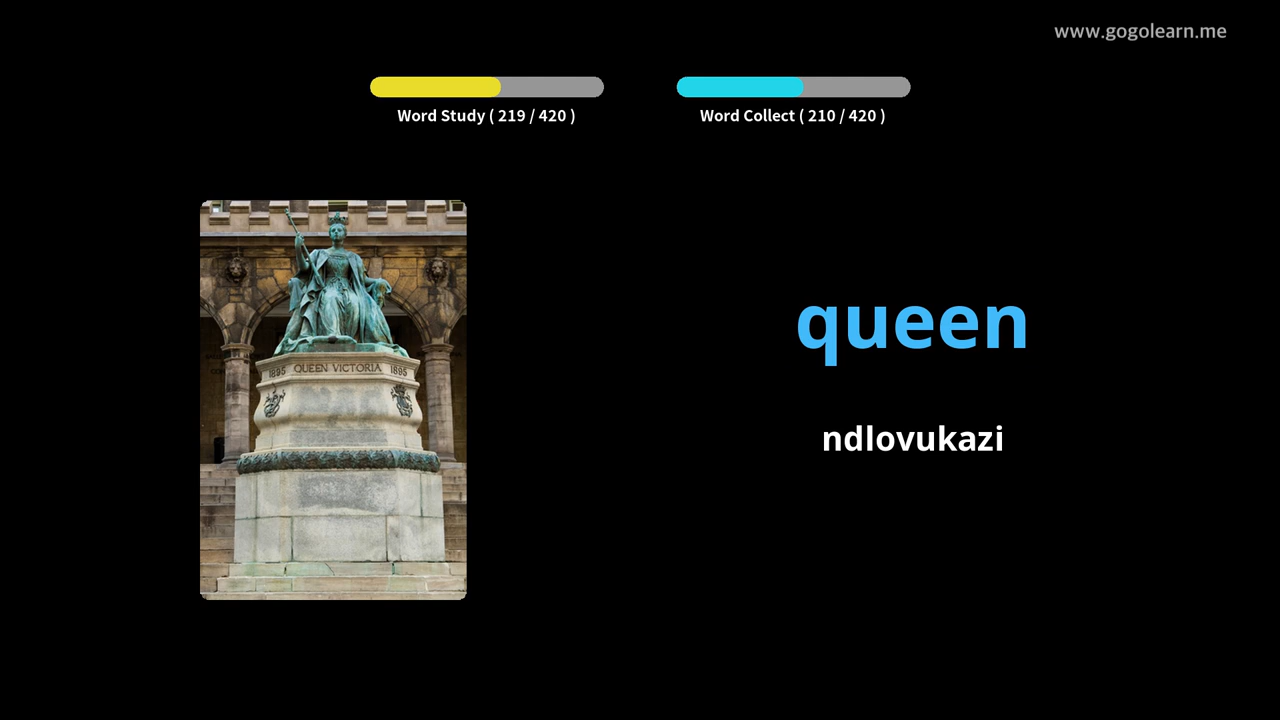 www.gogolearn.me
Word Study ( 219 / 420 )
Word Collect ( 210 / 420 )
1895 QUEEN VICTORIA 1895
queen
ndlovukazi